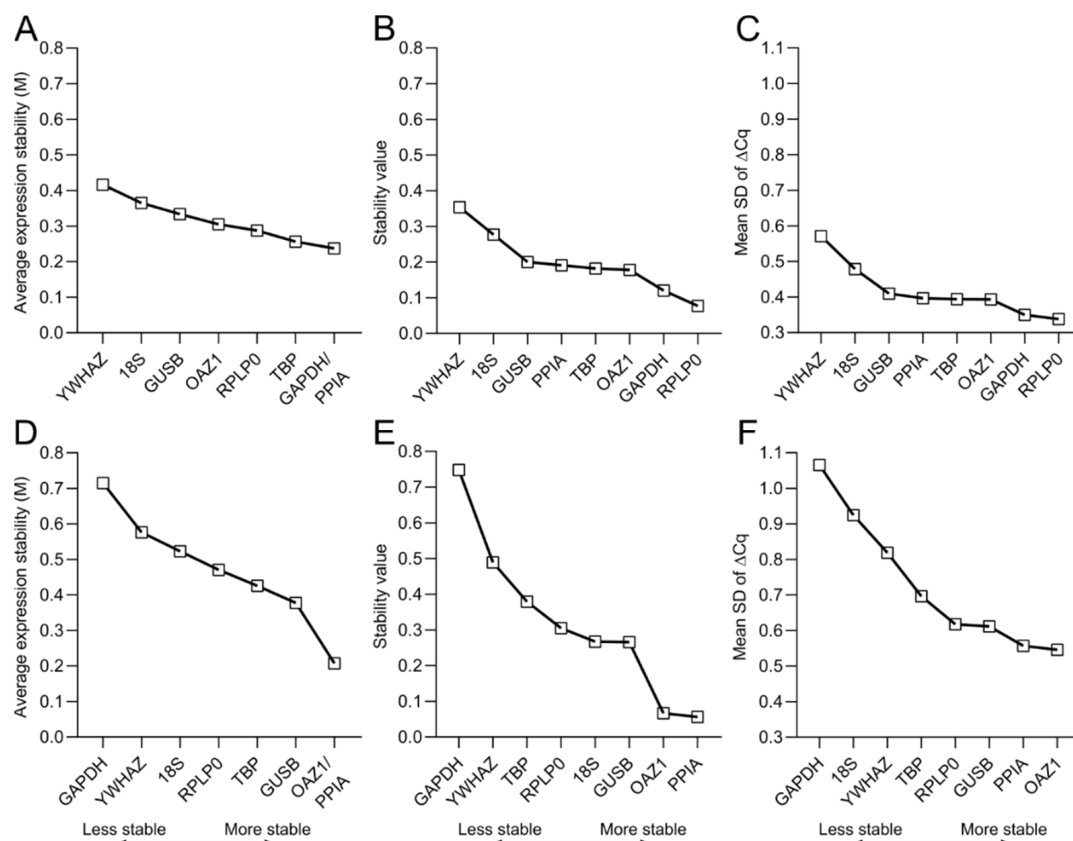 A
Average expression stability (M)
0.8
0.7
0.6
0.5
0.4
0.3
0.2
0.1
0.0
YWHAZ
18S
GUSB
OAZ1
RPLP0
TBP
GAPDH/
PPIA
B
Stability value
0.8
0.7
0.6
0.5
0.4
0.3
0.2
0.1
0.0
YWHAZ
18S
GUSB
PPIA
TBP
OAZ1
GAPDH
RPLP0
C
Mean SD of ΔCq
1.1
1.0
0.9
0.8
0.7
0.6
0.5
0.4
0.3
YWHAZ
18S
GUSB
PPIA
TBP
OAZ1
GAPDH
RPLP0
D
Average expression stability (M)
0.8
0.7
0.6
0.5
0.4
0.3
0.2
0.1
0.0
GAPDH
YWHAZ
18S
RPLP0
TBP
GUSB
OAZ1/
PPIA
Less stable More stable
E
Stability value
0.8
0.7
0.6
0.5
0.4
0.3
0.2
0.1
0.0
GAPDH
YWHAZ
TBP
RPLP0
18S
GUSB
OAZ1
PPIA
Less stable More stable
F
Mean SD of ΔCq
1.1
1.0
0.9
0.8
0.7
0.6
0.5
0.4
0.3
GAPDH
18S
YWHAZ
TBP
RPLP0
GUSB
PPIA
OAZ1
Less stable More stable